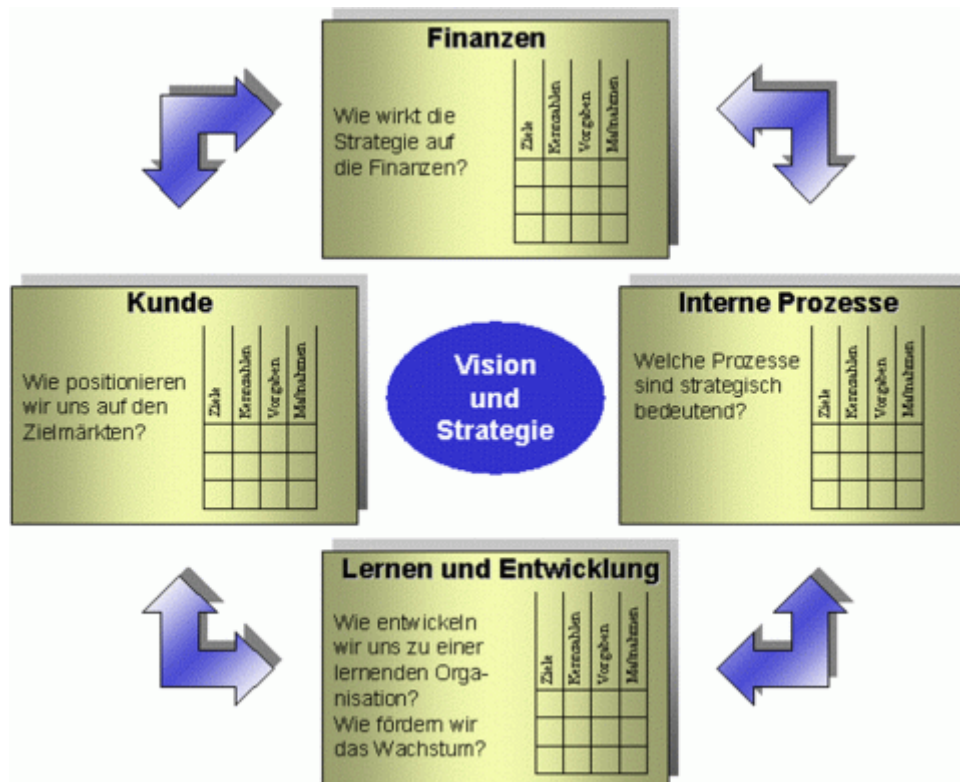 Finanzen
Wie wirkt die
Strategie auf
die Finanzen?
Ziele
Kennzahlen
Vorgaben
Maßnahmen
Kunde
Wie positionieren
wir uns auf den
Zielmärkten?
Ziele
Kennzahlen
Vorgaben
Maßnahmen
Vision
und
Strategie
Interne Prozesse
Welche Prozesse
sind strategisch
bedeutend?
Ziele
Kennzahlen
Vorgaben
Maßnahmen
Lernen und Entwicklung
Wie entwickeln
wir uns zu einer
lernenden Orga-
nisation?
Wie fördern wir
das Wachstum?
Ziele
Kennzahlen
Vorgaben
Maßnahmen